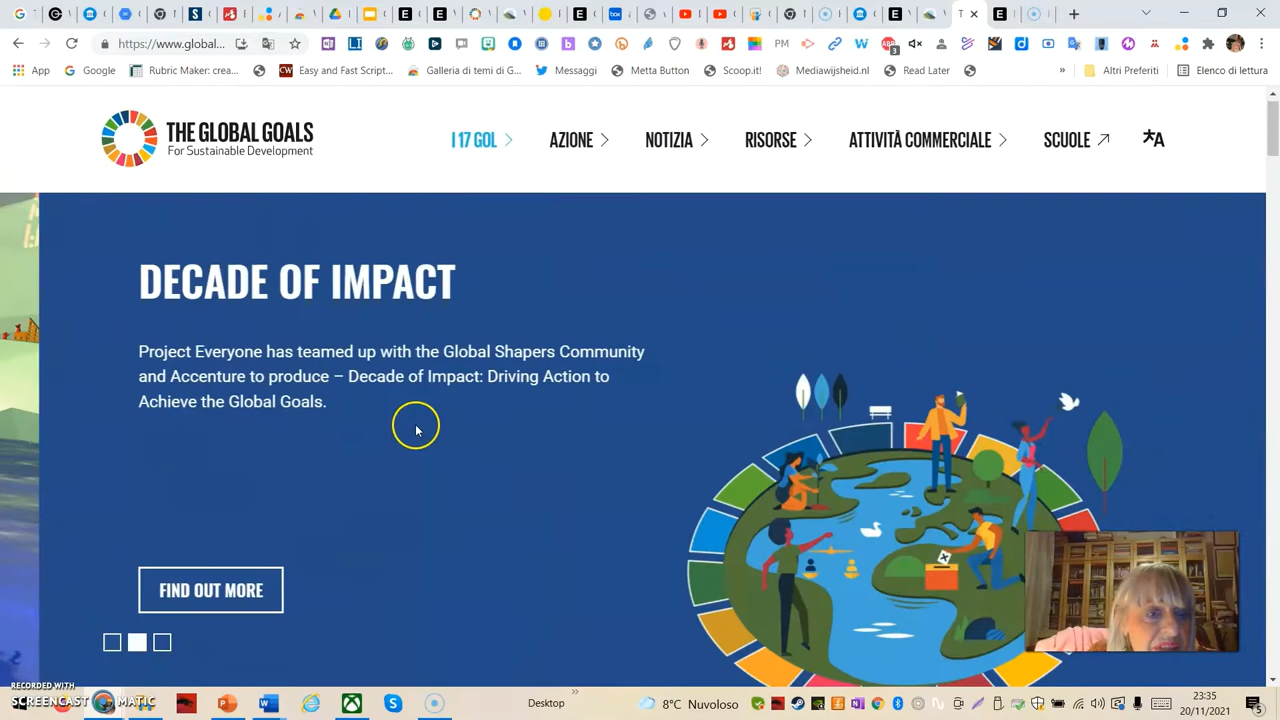 T
https://www.global...
PM
3
App
Google
Rubric Maker: crea...
CW
Easy and Fast Script...
Galleria di temi di G...
Messaggi
Metta Button
Scoop.it!
Mediawijsheid.nl
Read Later
»
Altri Preferiti
Elenco di lettura
THE GLOBAL GOALS
For Sustainable Development
I 17 GOL
AZIONE
NOTIZIA
RISORSE
ATTIVITÀ COMMERCIALE
SCUOLE
DECADE OF IMPACT
Project Everyone has teamed up with the Global Shapers Community
and Accenture to produce – Decade of Impact: Driving Action to
Achieve the Global Goals.
FIND OUT MORE
RECORDED WITH
SCREENCAST MATIC
Desktop
»
8°C Nuvoloso
23:35
20/11/2021
5